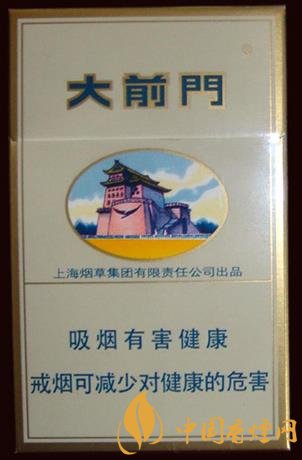 大前門
上海烟草集团有限责任公司出品
吸烟有害健康
戒烟可减少对健康的危害
中国香烟网